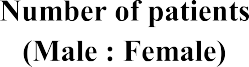 Number of patients
(Male : Female)